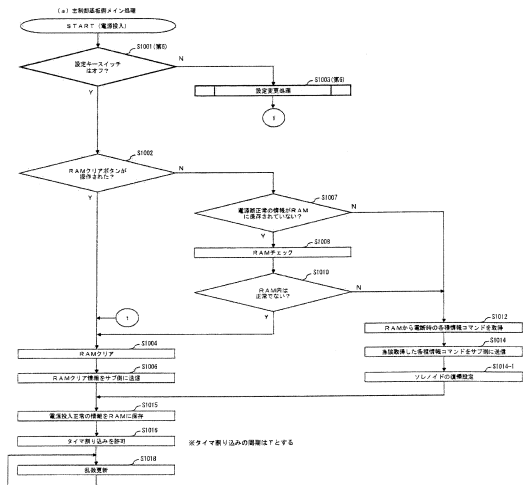 (a) 主制御基板側メイン処理
START(電源投入)
S1001(第6)
設定キースイッチ
はオフ?
N
Y
S1003(第6)
設定変更処理
1
S1002
RAMクリアボタンが
操作された?
N
Y
S1007
電源断正常の情報がRAM
に保存されていない?
N
Y
S1008
RAMチェック
S1010
RAM内は
正常でない?
N
Y
1
S1012
RAMから電断時の各種情報コマンドを取得
S1004
RAMクリア
S1014
当該取得した各種情報コマンドをサブ側に送信
S1006
RAMクリア情報をサブ側に送信
S1014-1
ソレノイドの復帰設定
S1015
電源投入正常の情報をRAMに保存
S1016
タイマ割り込みを許可
※タイマ割り込みの周期はTとする
S1018
乱数更新